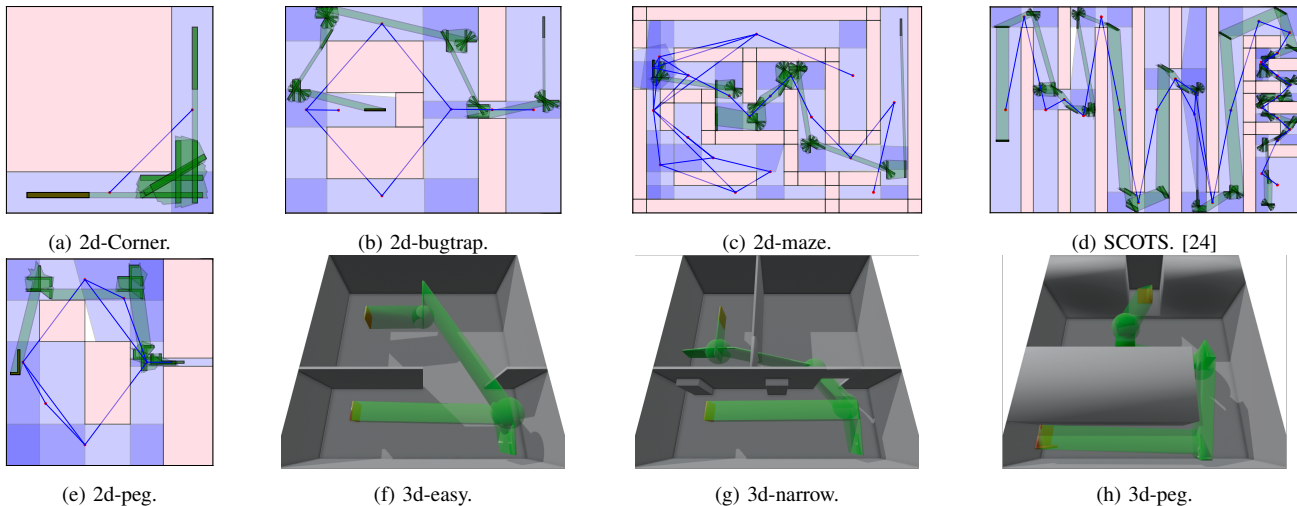 (a) 2d-Corner.
(b) 2d-bugtrap.
(c) 2d-maze.
(d) SCOTS. [24]
(e) 2d-peg.
(f) 3d-easy.
(g) 3d-narrow.
(h) 3d-peg.